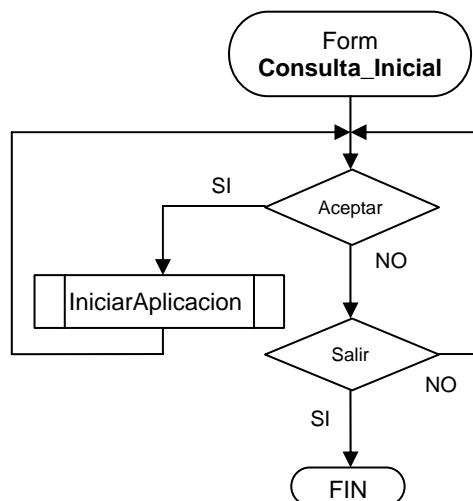 Form
Consulta_Inicial
SI
Aceptar
NO
IniciarAplicacion
Salir
NO
SI
FIN